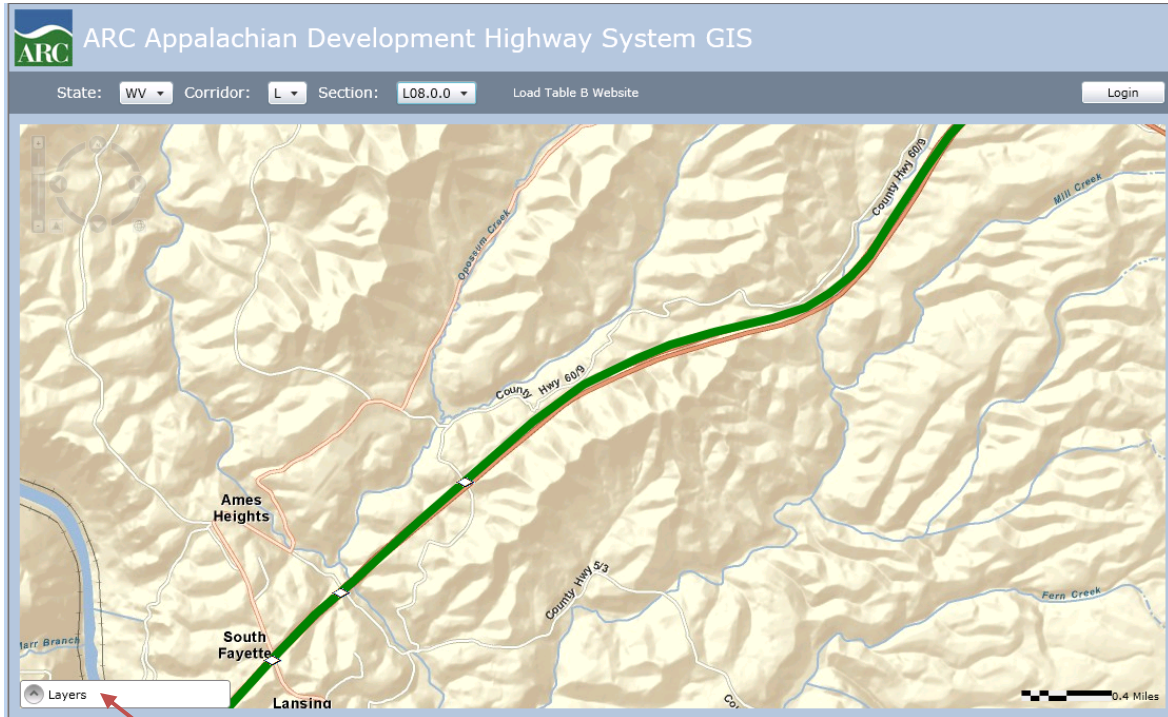 ARC
ARC Appalachian Development Highway System GIS
State: WV Corridor: L Section: L08.0.0 Load Table B Website Login
County Hwy 60/9
Mill Creek
Opossum Creek
County Hwy 60/9
Ames
Heights
County Hwy 5/3
Fern Creek
South
Fayette
Marr Branch
Layers
Lansing
Co
0.4 Miles